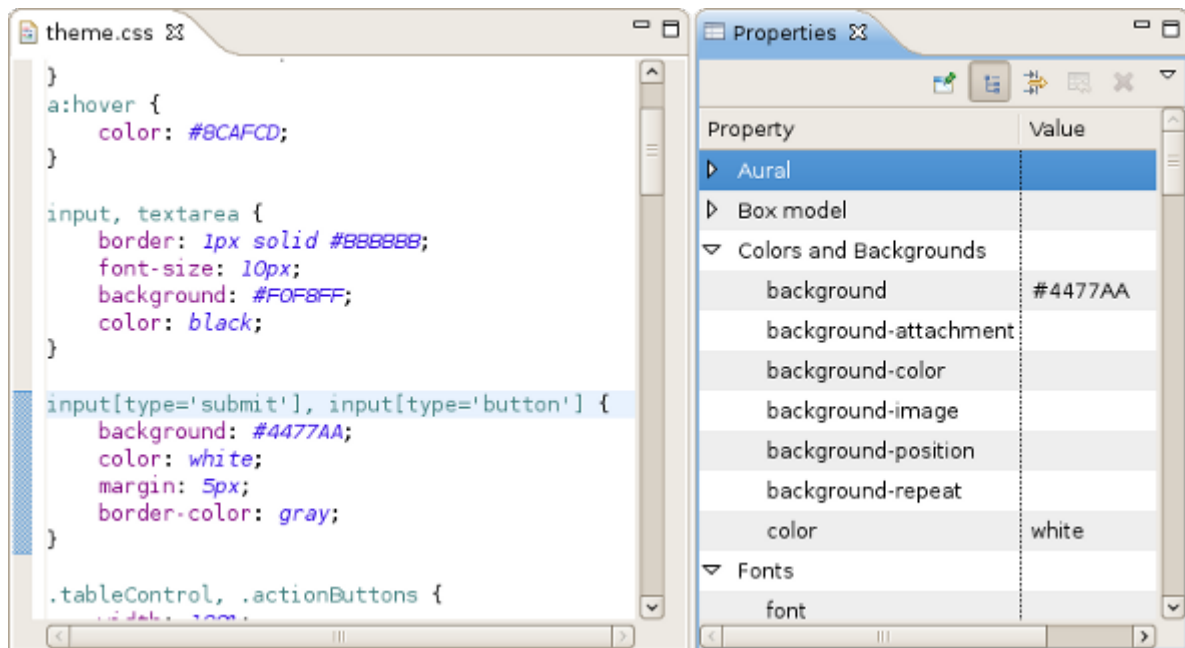 theme.css
}
a:hover {
    color: #8CAFCD;
}
input, textarea {
    border: 1px solid #BBBBBB;
    font-size: 10px;
    background: #F0F8FF;
    color: black;
}
input[type='submit'], input[type='button'] {
    background: #4477AA;
    color: white;
    margin: 5px;
    border-color: gray;
}
.tableControl, .actionButtons {
Properties
Property Value
Aural
Box model
Colors and Backgrounds
background #4477AA
background-attachment
background-color
background-image
background-position
background-repeat
color white
Fonts
font